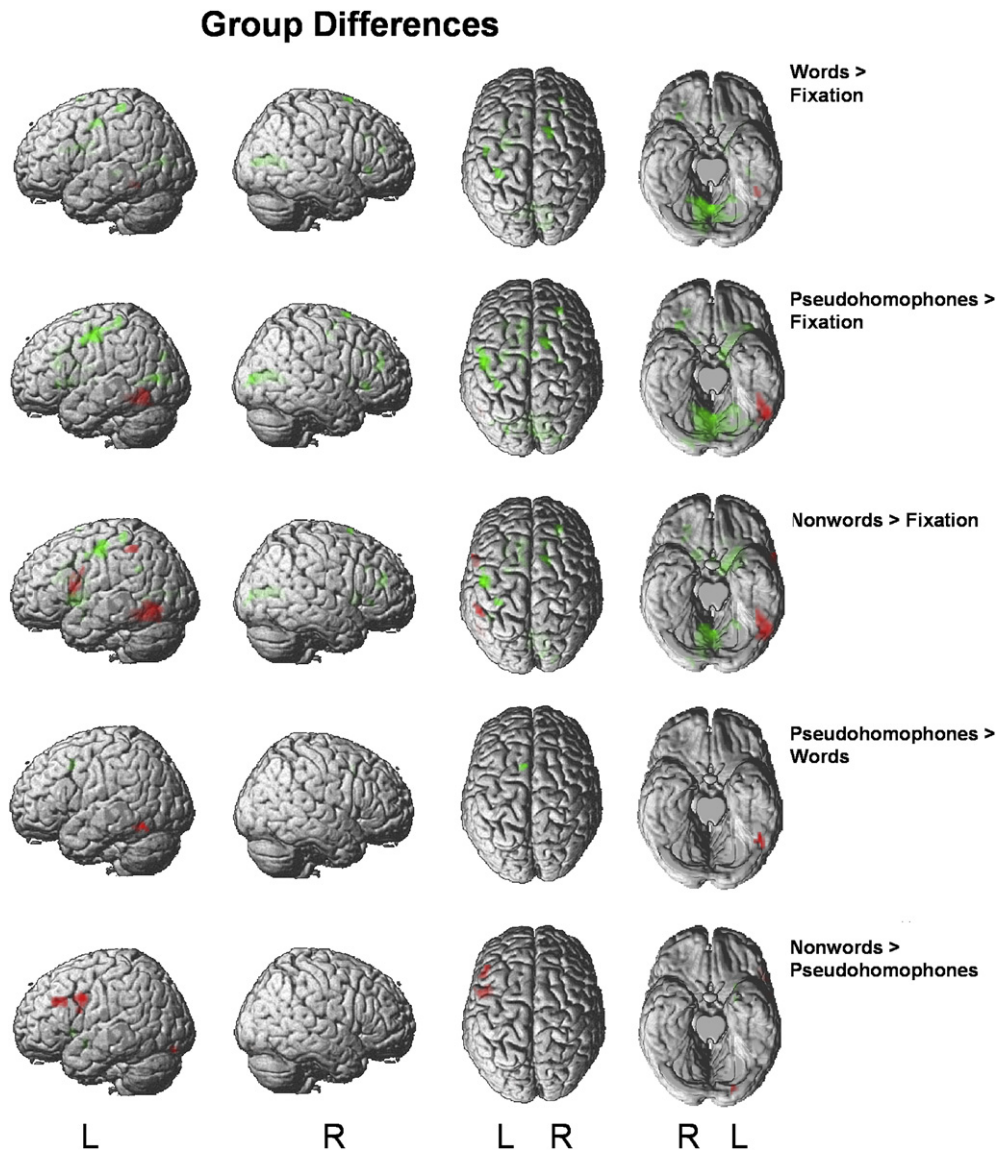 Group Differences
Words >
Fixation
Pseudohomophones >
Fixation
Nonwords > Fixation
Pseudohomophones >
Words
Nonwords >
Pseudohomophones
L R L R R L